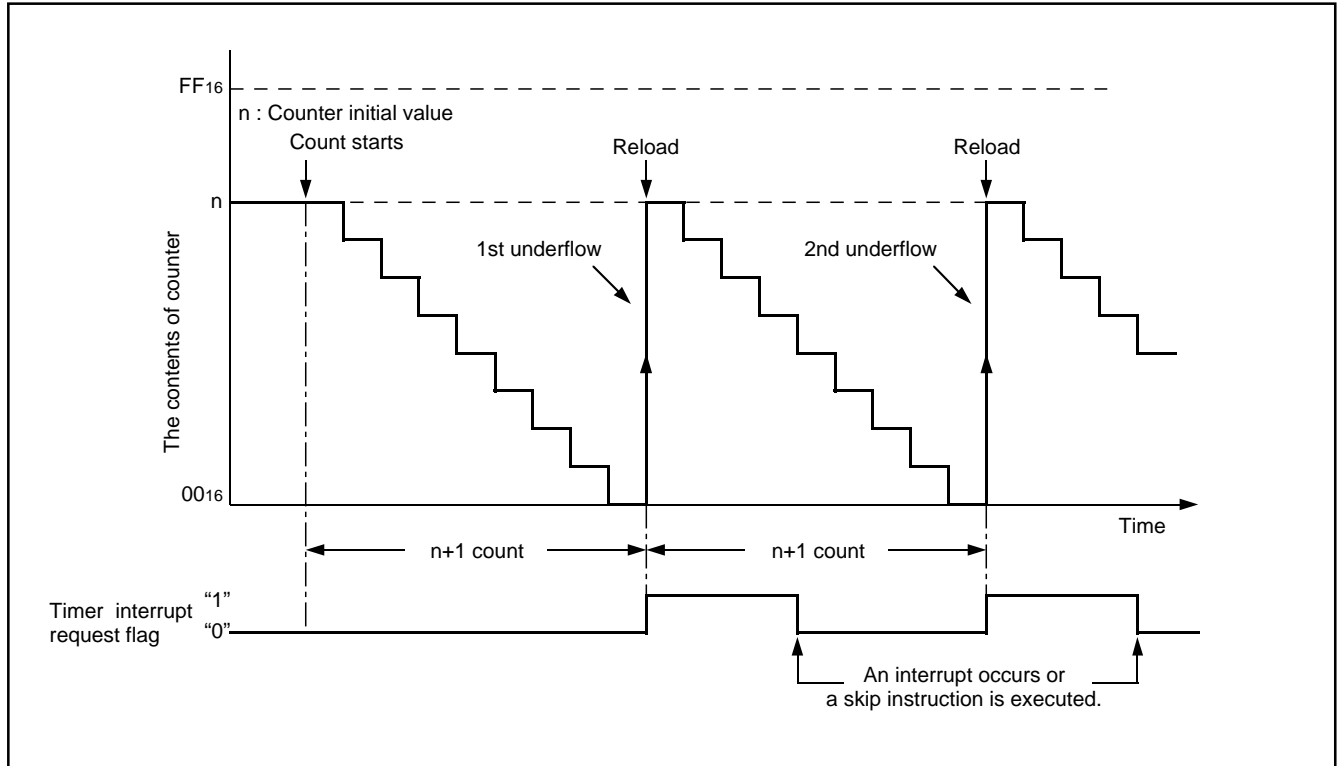 FF16
n : Counter initial value
Count starts
Reload
Reload
n
The contents of counter
1st underflow
2nd underflow
0016
Time
n+1 count
n+1 count
Timer interrupt
request flag
“1”
“0”
An interrupt occurs or
a skip instruction is executed.